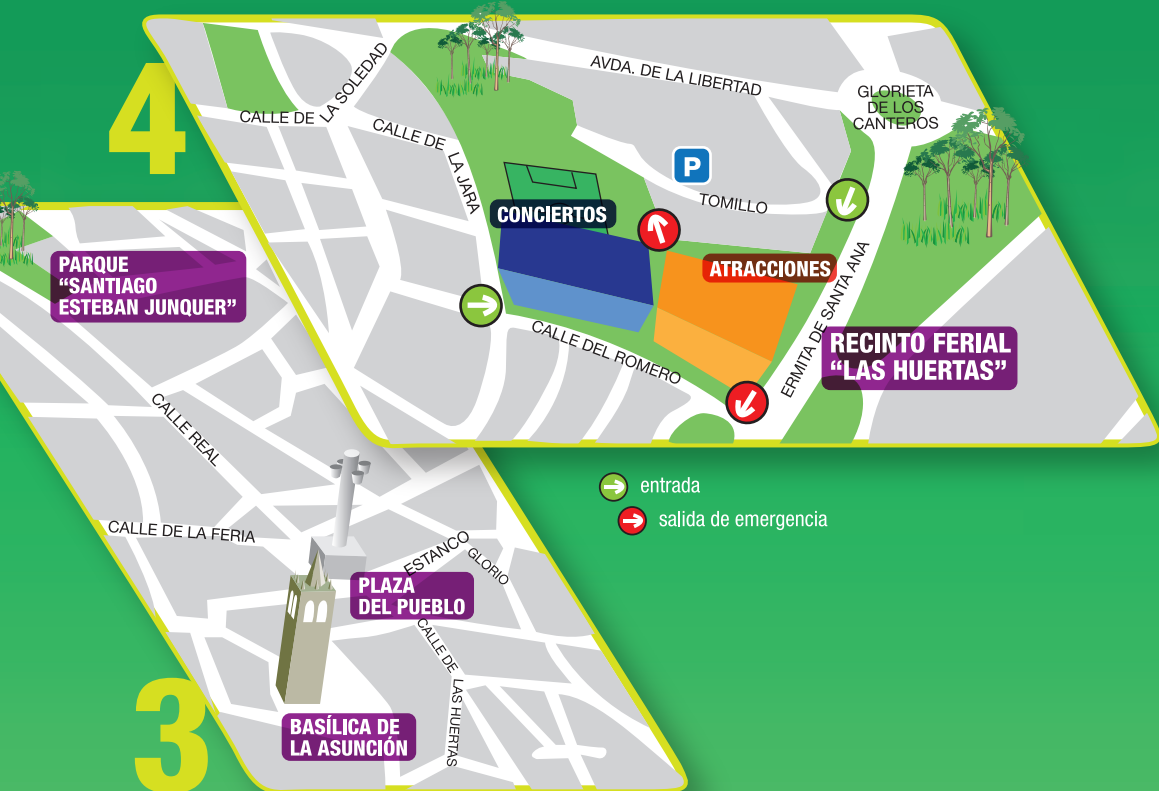 4
AVDA. DE LA LIBERTAD
GLORIETA
DE LOS
CANTEROS
CALLE DE LA SOLEDAD
CALLE DE LA JARA
P
TOMILLO
CONCIERTOS
ATRACCIONES
ERMITA DE SANTA ANA
CALLE DEL ROMERO
RECINTO FERIAL
“LAS HUERTAS”
entrada
salida de emergencia
PARQUE
“SANTIAGO
ESTEBAN JUNQUER”
CALLE REAL
CALLE DE LA FERIA
ESTANCO
GLORIO
PLAZA
DEL PUEBLO
CALLE DE LAS HUERTAS
3
BASÍLICA DE
LA ASUNCIÓN